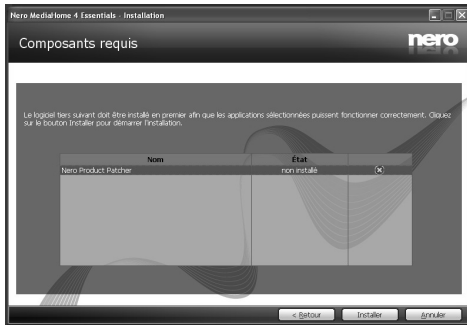 Nero MediaHome 4 Essentials - Installation
Composants requis
nero
Le logiciel tiers suivant doit être installé en premier afin que les applications sélectionnées puissent fonctionner correctement. Cliquez
sur le bouton Installer pour démarrer l'installation.
Nom État
Nero Product Patcher non installé
< Retour Installer Annuler